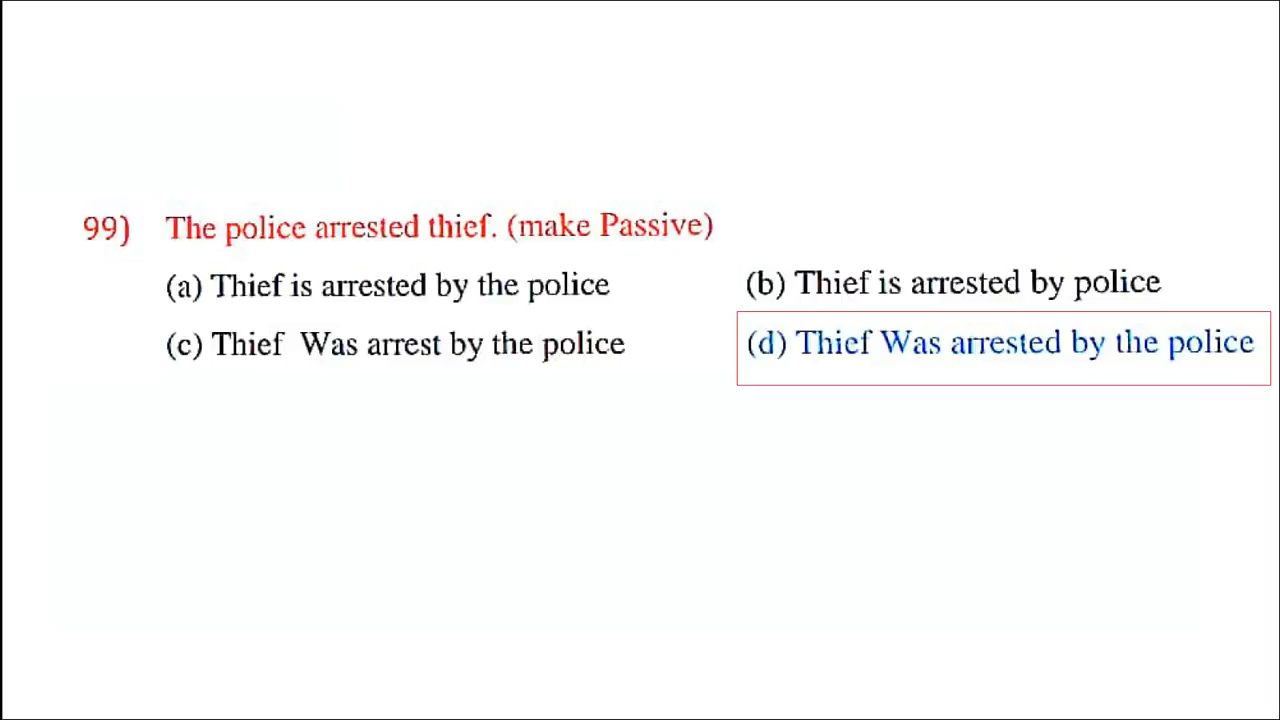 99) The police arrested thief. (make Passive)
(a) Thief is arrested by the police (b) Thief is arrested by police
(c) Thief Was arrest by the police (d) Thief Was arrested by the police